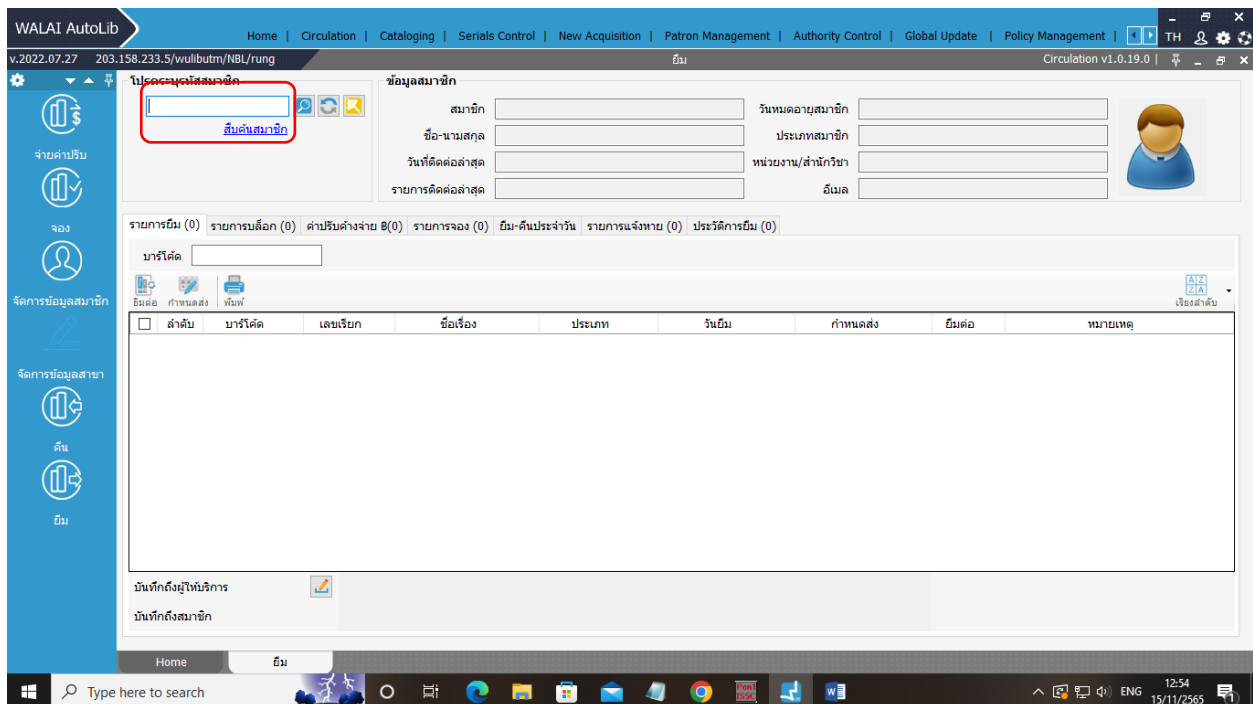 WALAI AutoLib
Home | Circulation | Cataloging | Serials Control | New Acquisition | Patron Management | Authority Control | Global Update | Policy Management | TH
v.2022.07.27 203.158.233.5/wulibutm/NBL/rung ยืม Circulation v1.0.19.0 |
โปรดระบุรหัสสมาชิก
สืบค้นสมาชิก
ข้อมูลสมาชิก
สมาชิก วันหมดอายุสมาชิก
ชื่อ-นามสกุล ประเภทสมาชิก
วันที่ติดต่อล่าสุด หน่วยงาน/สำนักวิชา
รายการติดต่อล่าสุด อีเมล
จ่ายค่าปรับ
จอง
จัดการข้อมูลสมาชิก
จัดการข้อมูลสาขา
คืน
ยืม
รายการยืม (0) รายการบล็อก (0) ค่าปรับค้างจ่าย B(0) รายการจอง (0) ยืม-คืนประจำวัน รายการแจ้งหาย (0) ประวัติการยืม (0)
บาร์โค้ด
ยืมต่อ กำหนดส่ง พิมพ์ เรียงลำดับ
ลำดับ บาร์โค้ด เลขเรียก ชื่อเรื่อง ประเภท วันยืม กำหนดส่ง ยืมต่อ หมายเหตุ
บันทึกถึงผู้ให้บริการ
บันทึกถึงสมาชิก
Home ยืม
Type here to search
ENG
12:54
15/11/2565